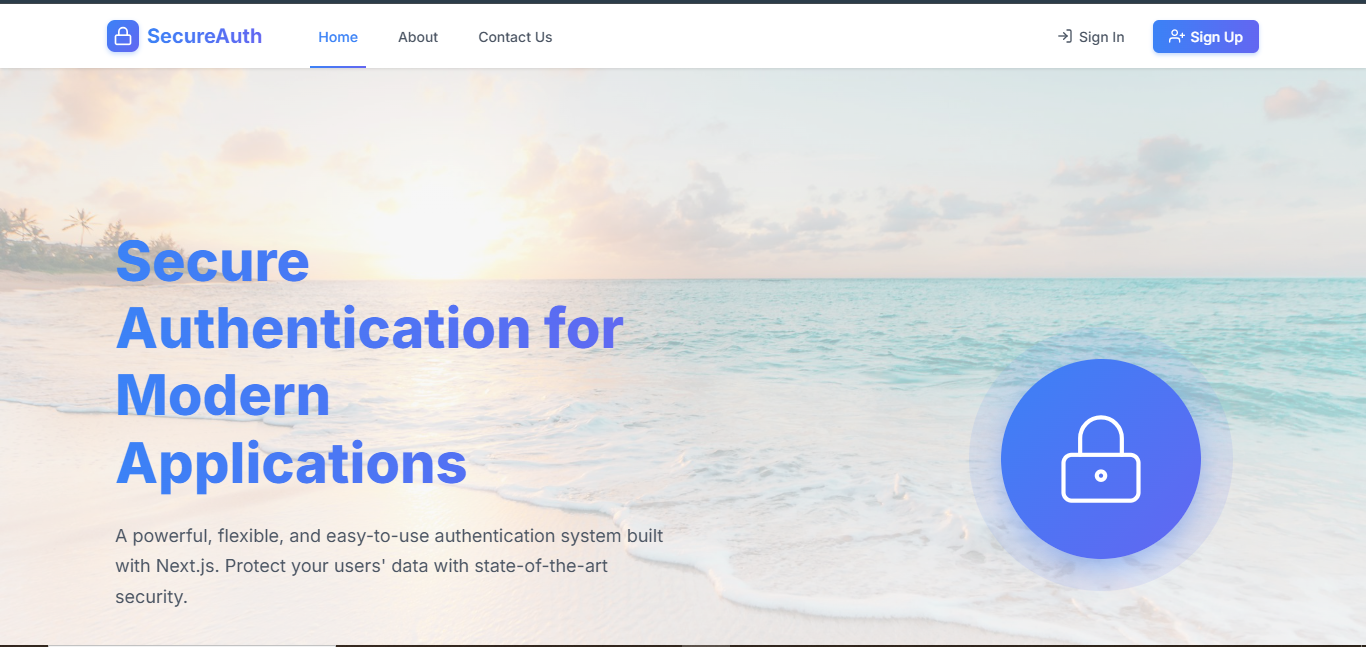 SecureAuth
Home
About
Contact Us
Sign In
Sign Up
Secure
Authentication for
Modern
Applications
A powerful, flexible, and easy-to-use authentication system built
with Next.js. Protect your users' data with state-of-the-art
security.